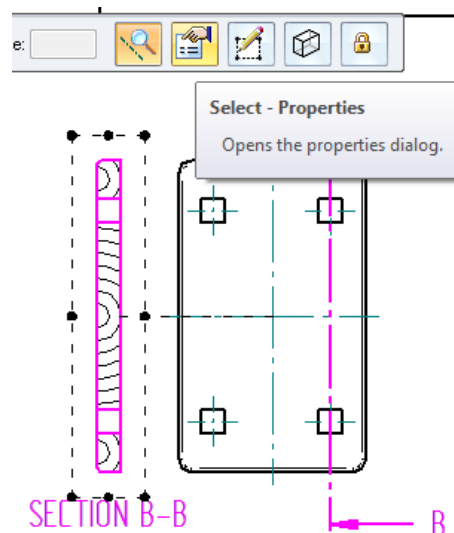 e:
Select - Properties
Opens the properties dialog.
SECTION B-B
B